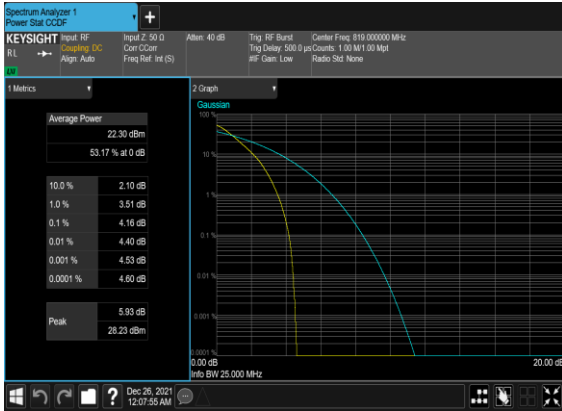 Spectrum Analyzer 1
Power Stat CCDF
KEYSIGHT
RL
LXI
Input: RF
Coupling: DC
Align: Auto
Input Z: 50 Ω
Corr CCorr
Freq Ref: Int (S)
Atten: 40 dB
Trig: RF Burst
Trig Delay: 500.0 µs
#IF Gain: Low
Center Freq: 819.000000 MHz
Counts: 1.00 M/1.00 Mpt
Radio Std: None
1 Metrics
Average Power
22.30 dBm
53.17 % at 0 dB
10.0 % 2.10 dB
1.0 % 3.51 dB
0.1 % 4.16 dB
0.01 % 4.40 dB
0.001 % 4.53 dB
0.0001 % 4.60 dB
Peak 5.93 dB
28.23 dBm
2 Graph
Gaussian
100 %
10 %
1 %
0.1 %
0.01 %
0.001 %
0.0001 %
0.00 dB 20.00 dB
Info BW 25.000 MHz
? Dec 26, 2021
12:07:55 AM